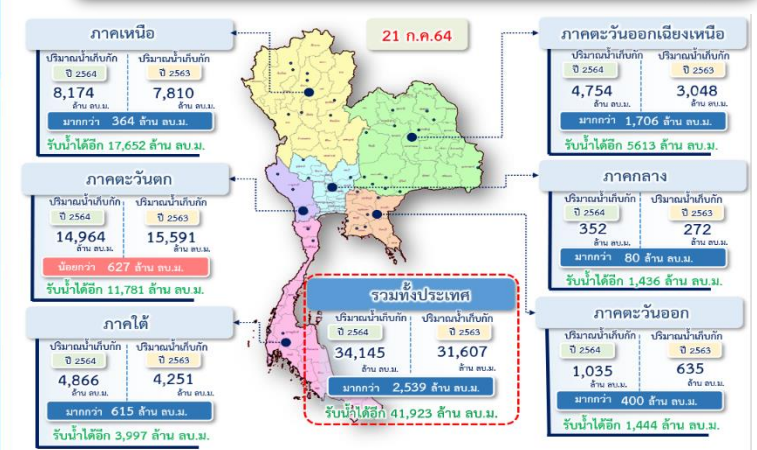 ภาคเหนือ
ปริมาณน้ำเก็บกัก ปริมาณน้ำเก็บกัก
ปี 2564 ปี 2563
8,174 7,810
ล้าน ลบ.ม. ล้าน ลบ.ม.
มากกว่า 364 ล้าน ลบ.ม.
รับน้ำได้อีก 17,652 ล้าน ลบ.ม.
21 ก.ค.64
ภาคตะวันออกเฉียงเหนือ
ปริมาณน้ำเก็บกัก ปริมาณน้ำเก็บกัก
ปี 2564 ปี 2563
4,754 3,048
ล้าน ลบ.ม. ล้าน ลบ.ม.
มากกว่า 1,706 ล้าน ลบ.ม.
รับน้ำได้อีก 5613 ล้าน ลบ.ม.
ภาคตะวันตก
ปริมาณน้ำเก็บกัก ปริมาณน้ำเก็บกัก
ปี 2564 ปี 2563
14,964 15,591
ล้าน ลบ.ม. ล้าน ลบ.ม.
น้อยกว่า 627 ล้าน ลบ.ม.
รับน้ำได้อีก 11,781 ล้าน ลบ.ม.
ภาคกลาง
ปริมาณน้ำเก็บกัก ปริมาณน้ำเก็บกัก
ปี 2564 ปี 2563
352 272
ล้าน ลบ.ม. ล้าน ลบ.ม.
มากกว่า 80 ล้าน ลบ.ม.
รับน้ำได้อีก 1,436 ล้าน ลบ.ม.
ภาคใต้
ปริมาณน้ำเก็บกัก ปริมาณน้ำเก็บกัก
ปี 2564 ปี 2563
4,866 4,251
ล้าน ลบ.ม. ล้าน ลบ.ม.
มากกว่า 615 ล้าน ลบ.ม.
รับน้ำได้อีก 3,997 ล้าน ลบ.ม.
รวมทั้งประเทศ
ปริมาณน้ำเก็บกัก ปริมาณน้ำเก็บกัก
ปี 2564 ปี 2563
34,145 31,607
ล้าน ลบ.ม. ล้าน ลบ.ม.
มากกว่า 2,539 ล้าน ลบ.ม.
รับน้ำได้อีก 41,923 ล้าน ลบ.ม.
ภาคตะวันออก
ปริมาณน้ำเก็บกัก ปริมาณน้ำเก็บกัก
ปี 2564 ปี 2563
1,035 635
ล้าน ลบ.ม. ล้าน ลบ.ม.
มากกว่า 400 ล้าน ลบ.ม.
รับน้ำได้อีก 1,444 ล้าน ลบ.ม.